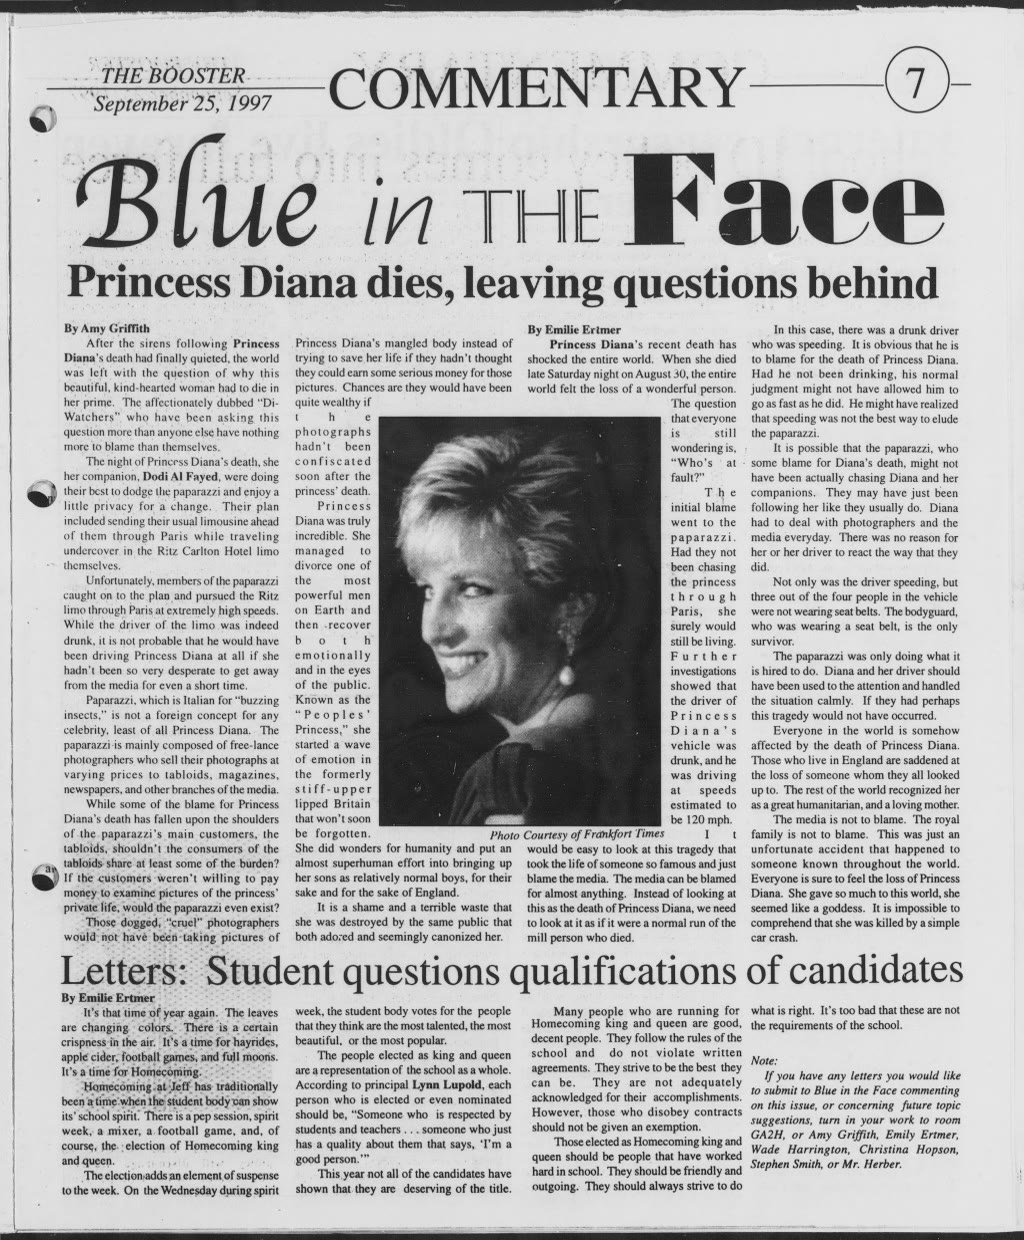 THE BOOSTER
September 25, 1997
COMMENTARY
7
Blue in THE Face
Princess Diana dies, leaving questions behind
By Amy Griffith
After the sirens following Princess
Diana's death had finally quieted, the world
was left with the question of why this
beautiful, kind-hearted woman had to die in
her prime. The affectionately dubbed "Di-
Watchers" who have been asking this
question more than anyone else have nothing
more to blame than themselves.
The night of Princess Diana's death, she
her companion, Dodi Al Fayed, were doing
their best to dodge the paparazzi and enjoy a
little privacy for a change. Their plan
included sending their usual limousine ahead
of them through Paris while traveling
undercover in the Ritz Carlton Hotel limo
themselves.
Unfortunately, members of the paparazzi
caught on to the plan and pursued the Ritz
limo through Paris at extremely high speeds.
While the driver of the limo was indeed
drunk, it is not probable that he would have
been driving Princess Diana at all if she
hadn't been so very desperate to get away
from the media for even a short time.
Paparazzi, which is Italian for "buzzing
insects," is not a foreign concept for any
celebrity, least of all Princess Diana. The
paparazzi is mainly composed of free-lance
photographers who sell their photographs at
varying prices to tabloids, magazines,
newspapers, and other branches of the media.
While some of the blame for Princess
Diana's death has fallen upon the shoulders
of the paparazzi's main customers, the
tabloids, shouldn't the consumers of the
tabloids share at least some of the burden?
If the customers weren't willing to pay
money to examine pictures of the princess'
private life, would the paparazzi even exist?
Those dogged, "cruel" photographers
would not have been taking pictures of
Princess Diana's mangled body instead of
trying to save her life if they hadn't thought
they could earn some serious money for those
pictures. Chances are they would have been
quite wealthy if
the
photographs
hadn't been
confiscated
soon after the
princess' death.
Princess
Diana was truly
incredible. She
managed to
divorce one of
the most
powerful men
on Earth and
then recover
both
emotionally
and in the eyes
of the public.
Known as the
"Peoples'
Princess," she
started a wave
of emotion in
the formerly
stiff-upper
lipped Britain
that won't soon
be forgotten.
She did wonders for humanity and put an
almost superhuman effort into bringing up
her sons as relatively normal boys, for their
sake and for the sake of England.
It is a shame and a terrible waste that
she was destroyed by the same public that
both adored and seemingly canonized her.
Photo Courtesy of Frankfort Times
By Emilie Ertmer
Princess Diana's recent death has
shocked the entire world. When she died
late Saturday night on August 30, the entire
world felt the loss of a wonderful person.
The question
that everyone
is still
wondering is,
"Who's at
fault?"
The
initial blame
went to the
paparazzi.
Had they not
been chasing
the princess
through
Paris, she
surely would
still be living.
Further
investigations
showed that
the driver of
Princess
Diana's
vehicle was
drunk, and he
was driving
at speeds
estimated to
be 120 mph.
It
would be easy to look at this tragedy that
took the life of someone so famous and just
blame the media. The media can be blamed
for almost anything. Instead of looking at
this as the death of Princess Diana, we need
to look at it as if it were a normal run of the
mill person who died.
In this case, there was a drunk driver
who was speeding. It is obvious that he is
to blame for the death of Princess Diana.
Had he not been drinking, his normal
judgment might not have allowed him to
go as fast as he did. He might have realized
that speeding was not the best way to elude
the paparazzi.
It is possible that the paparazzi, who
some blame for Diana's death, might not
have been actually chasing Diana and her
companions. They may have just been
following her like they usually do. Diana
had to deal with photographers and the
media everyday. There was no reason for
her or her driver to react the way that they
did.
Not only was the driver speeding, but
three out of the four people in the vehicle
were not wearing seat belts. The bodyguard,
who was wearing a seat belt, is the only
survivor.
The paparazzi was only doing what it
is hired to do. Diana and her driver should
have been used to the attention and handled
the situation calmly. If they had perhaps
this tragedy would not have occurred.
Everyone in the world is somehow
affected by the death of Princess Diana.
Those who live in England are saddened at
the loss of someone whom they all looked
up to. The rest of the world recognized her
as a great humanitarian, and a loving mother.
The media is not to blame. The royal
family is not to blame. This was just an
unfortunate accident that happened to
someone known throughout the world.
Everyone is sure to feel the loss of Princess
Diana. She gave so much to this world, she
seemed like a goddess. It is impossible to
comprehend that she was killed by a simple
car crash.
Letters: Student questions qualifications of candidates
By Emilie Ertmer
It's that time of year again. The leaves
are changing colors. There is a certain
crispness in the air. It's a time for hayrides,
apple cider, football games, and full moons.
It's a time for Homecoming.
Homecoming at Jeff has traditionally
been a time when the student body can show
its' school spirit. There is a pep session, spirit
week, a mixer, a football game, and, of
course, the election of Homecoming king
and queen.
The election adds an element of suspense
to the week. On the Wednesday during spirit
week, the student body votes for the people
that they think are the most talented, the most
beautiful, or the most popular.
The people elected as king and queen
are a representation of the school as a whole.
According to principal Lynn Lupold, each
person who is elected or even nominated
should be, "Someone who is respected by
students and teachers . . . someone who just
has a quality about them that says, 'I'm a
good person.'"
This year not all of the candidates have
shown that they are deserving of the title.
Many people who are running for
Homecoming king and queen are good,
decent people. They follow the rules of the
school and do not violate written
agreements. They strive to be the best they
can be. They are not adequately
acknowledged for their accomplishments.
However, those who disobey contracts
should not be given an exemption.
Those elected as Homecoming king and
queen should be people that have worked
hard in school. They should be friendly and
outgoing. They should always strive to do
what is right. It's too bad that these are not
the requirements of the school.
Note:
If you have any letters you would like
to submit to Blue in the Face commenting
on this issue, or concerning future topic
suggestions, turn in your work to room
GA2H, or Amy Griffith, Emily Ertmer,
Wade Harrington, Christina Hopson,
Stephen Smith, or Mr. Herber.